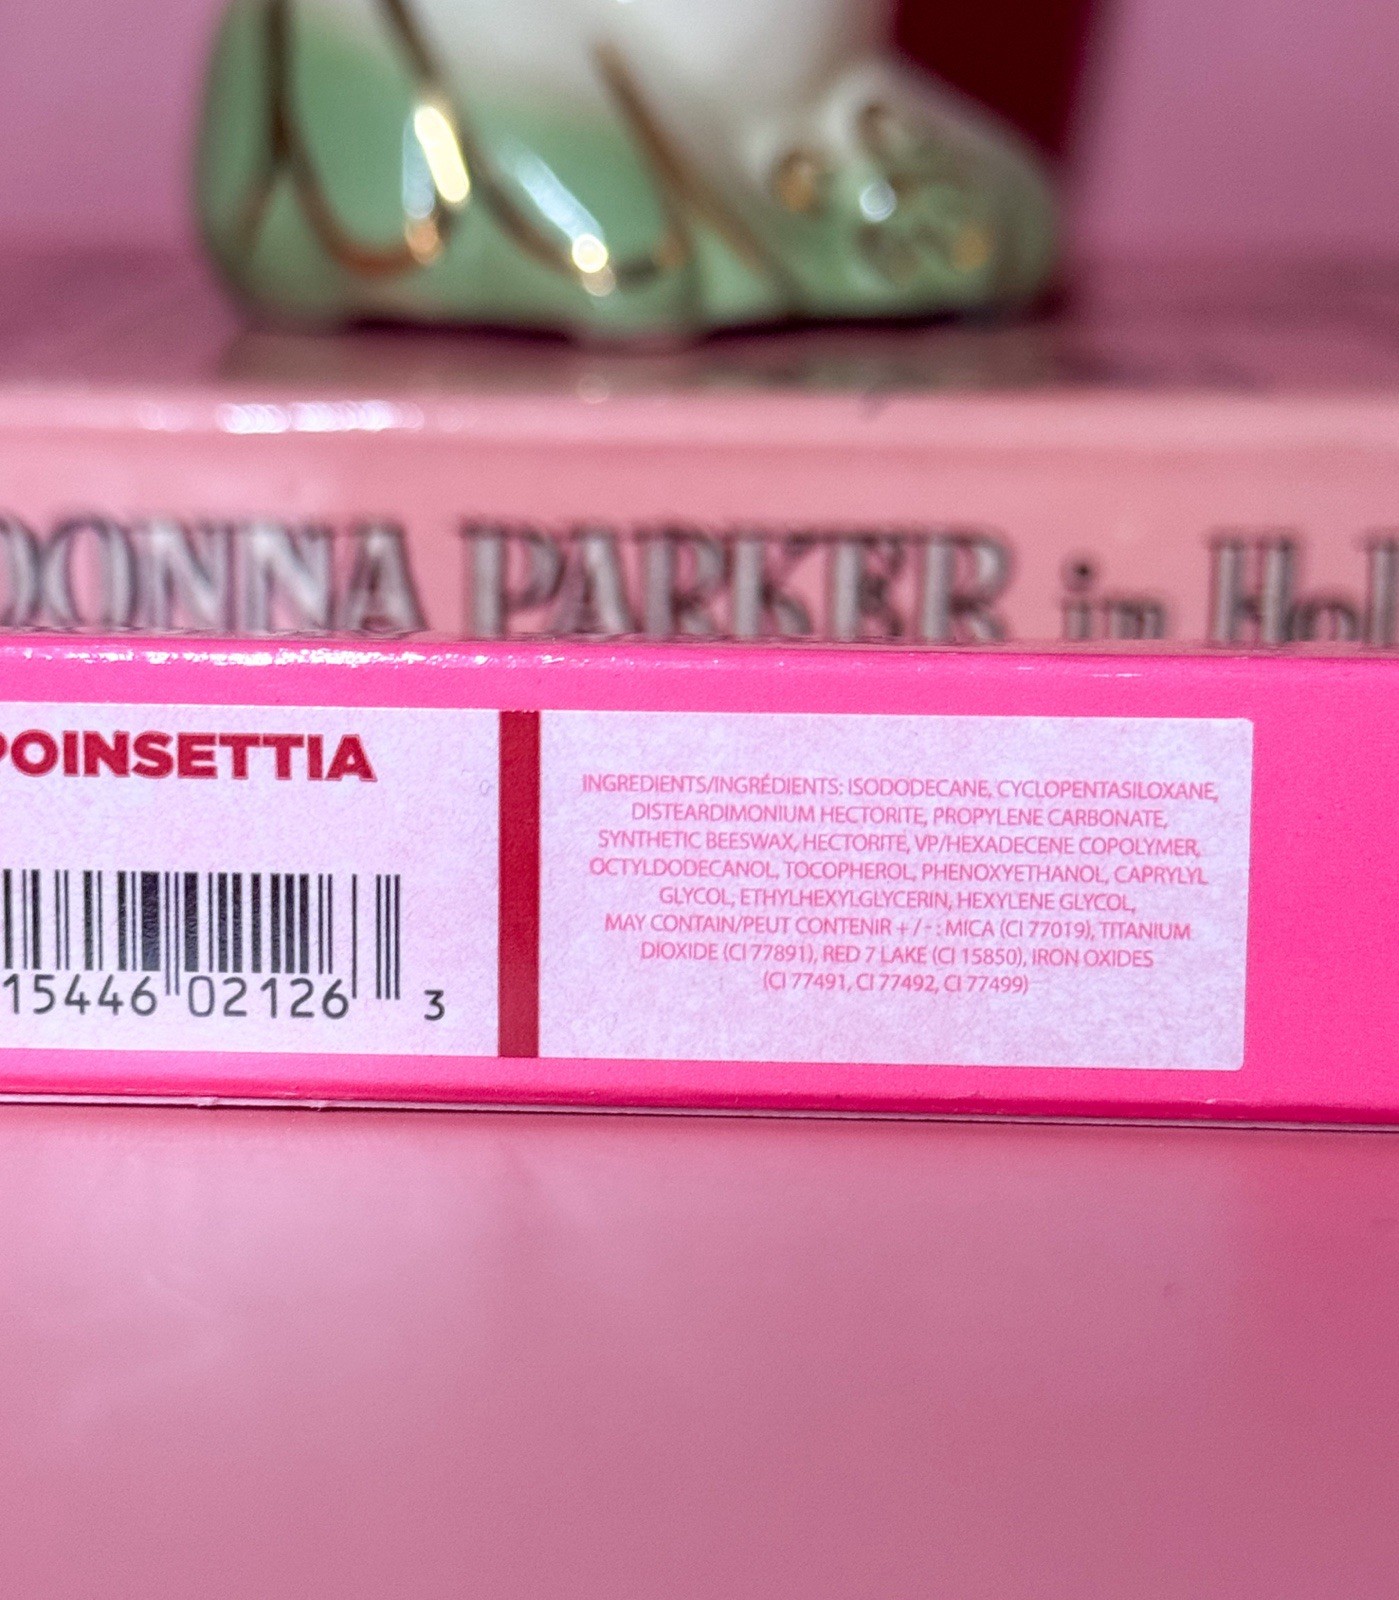 DONNA PARKER in Hol
POINSETTIA
15446 02126 3
INGREDIENTS/INGRÉDIENTS: ISODODECANE, CYCLOPENTASILOXANE,
DISTEARDIMONIUM HECTORITE, PROPYLENE CARBONATE,
SYNTHETIC BEESWAX, HECTORITE, VP/HEXADECENE COPOLYMER,
OCTYLDODECANOL, TOCOPHEROL, PHENOXYETHANOL, CAPRYLYL
GLYCOL, ETHYLHEXYLGLYCERIN, HEXYLENE GLYCOL,
MAY CONTAIN/PEUT CONTENIR + / - : MICA (CI 77019), TITANIUM
DIOXIDE (CI 77891), RED 7 LAKE (CI 15850), IRON OXIDES
(CI 77491, CI 77492, CI 77499)